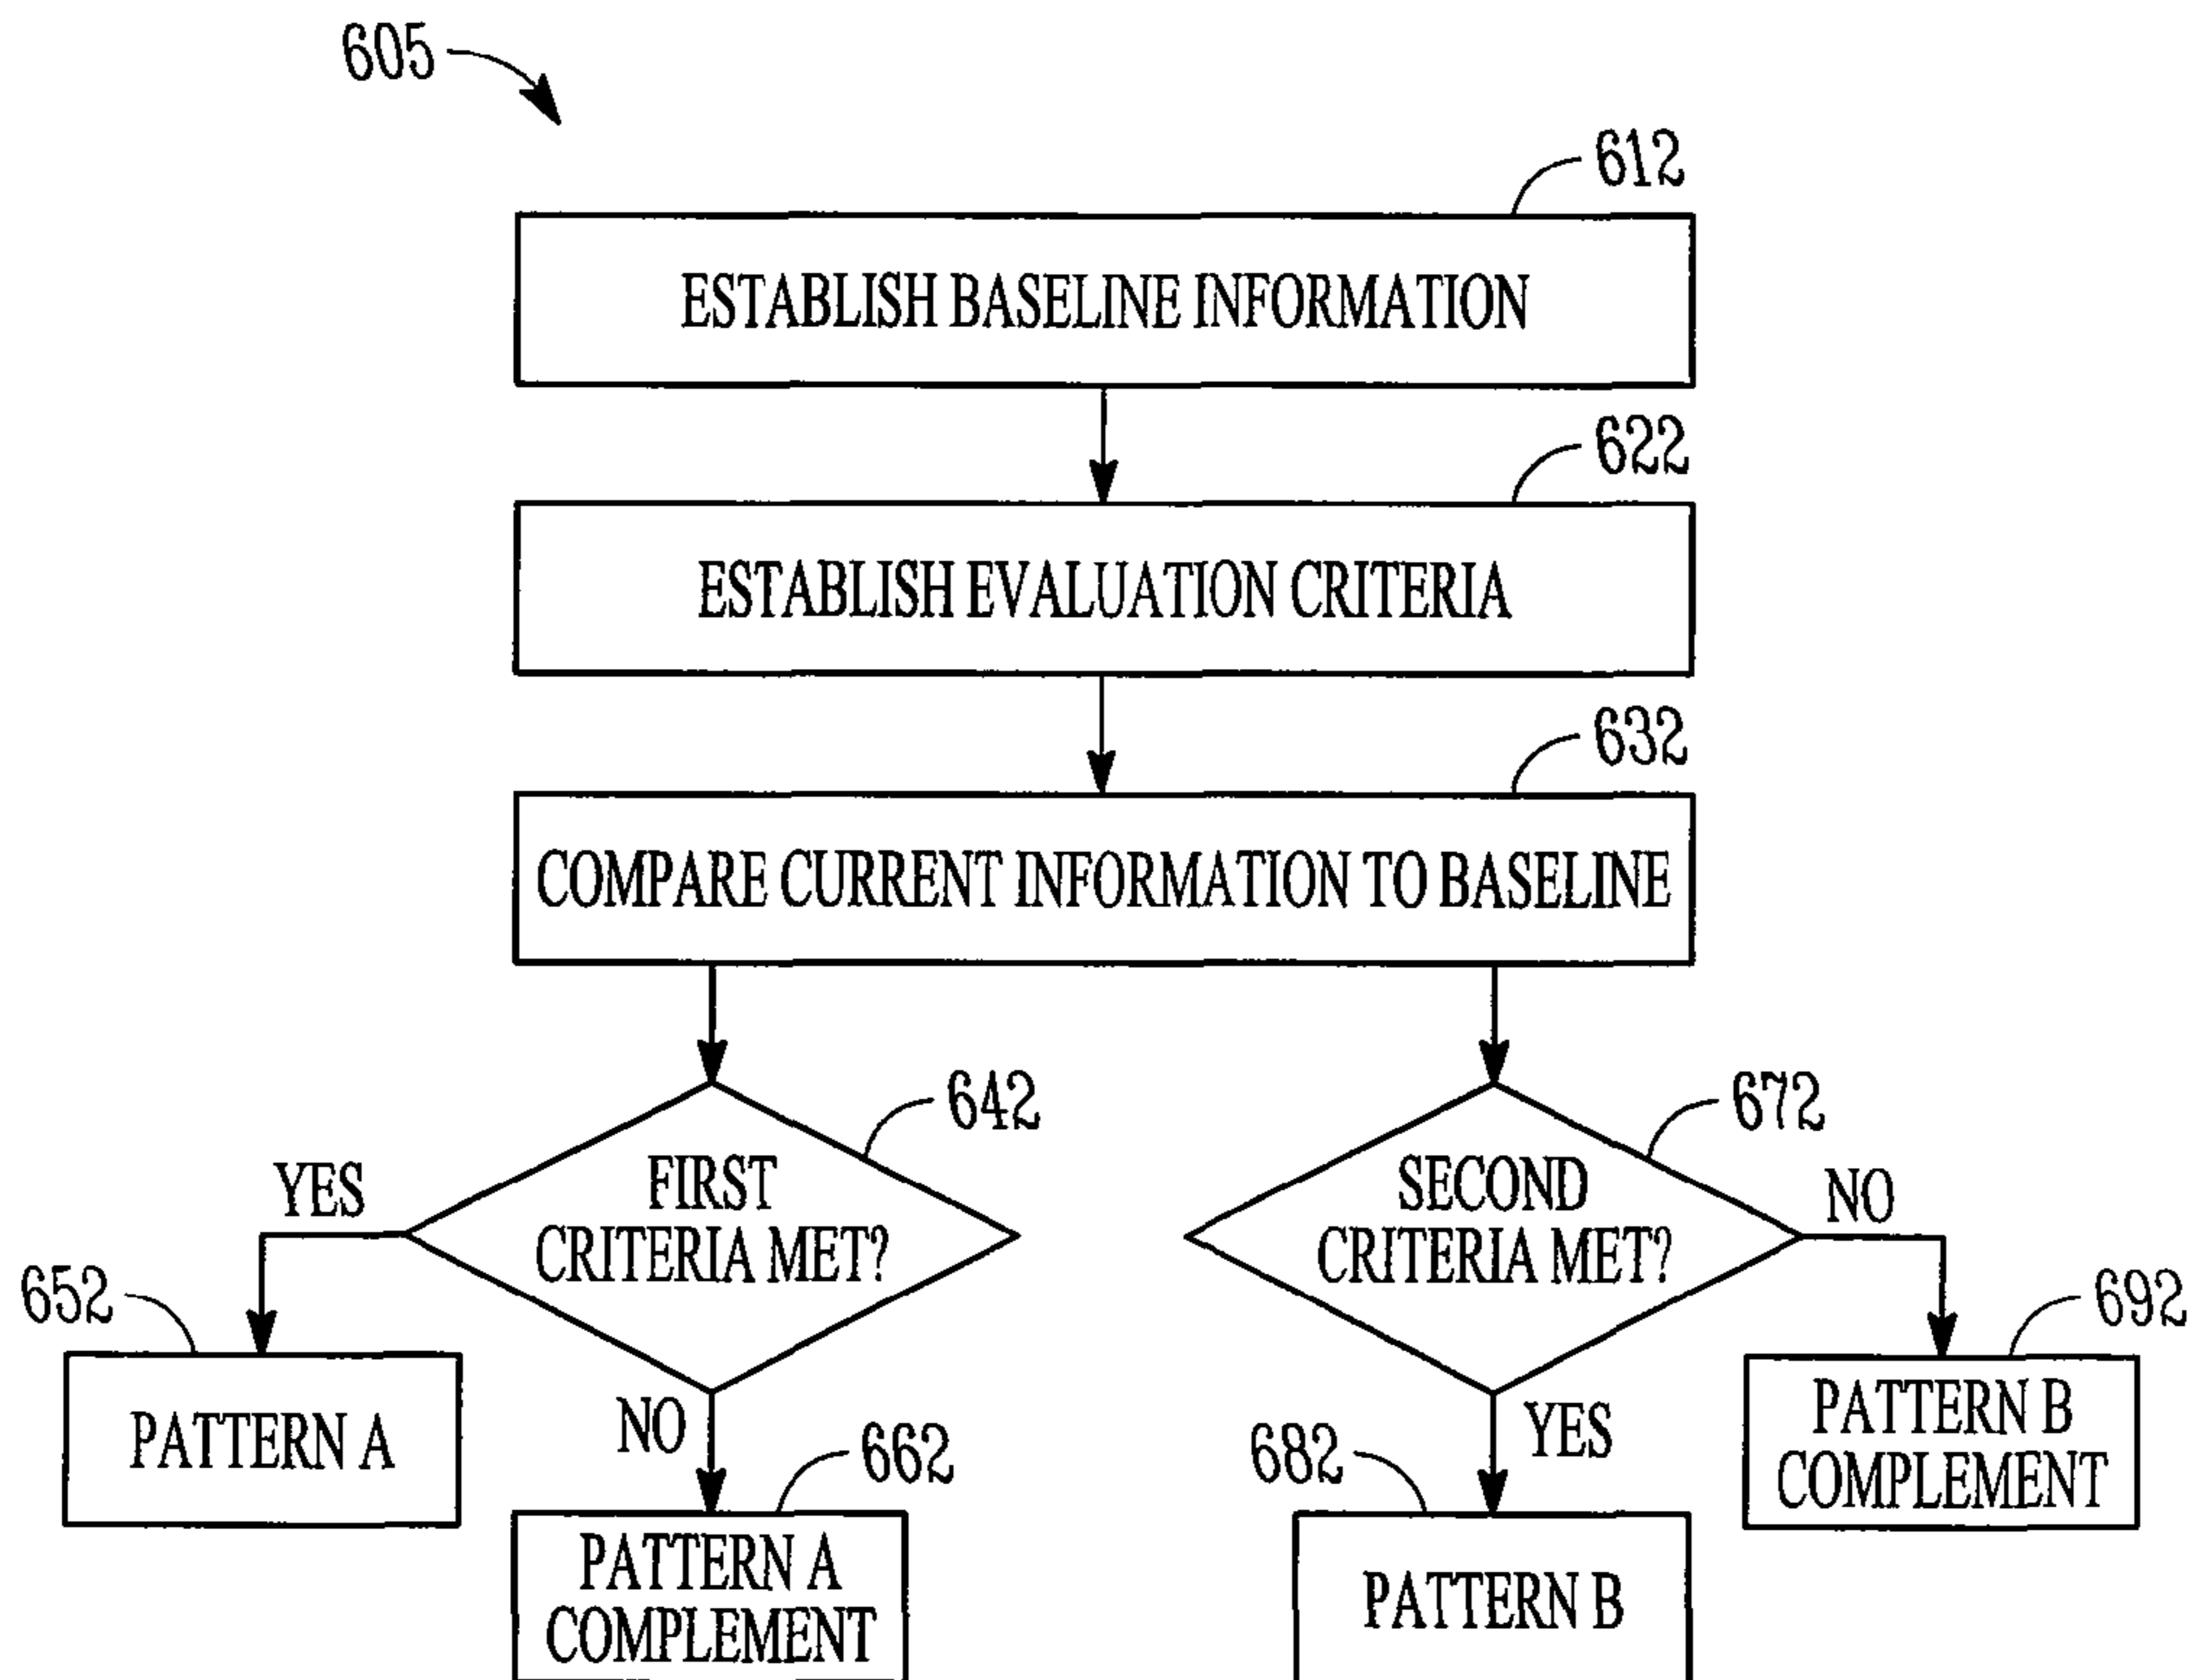 605
612
ESTABLISH BASELINE INFORMATION
622
ESTABLISH EVALUATION CRITERIA
632
COMPARE CURRENT INFORMATION TO BASELINE
642
FIRST
CRITERIA MET?
YES
NO
652
PATTERN A
662
PATTERN A
COMPLEMENT
672
SECOND
CRITERIA MET?
NO
YES
682
PATTERN B
692
PATTERN B
COMPLEMENT